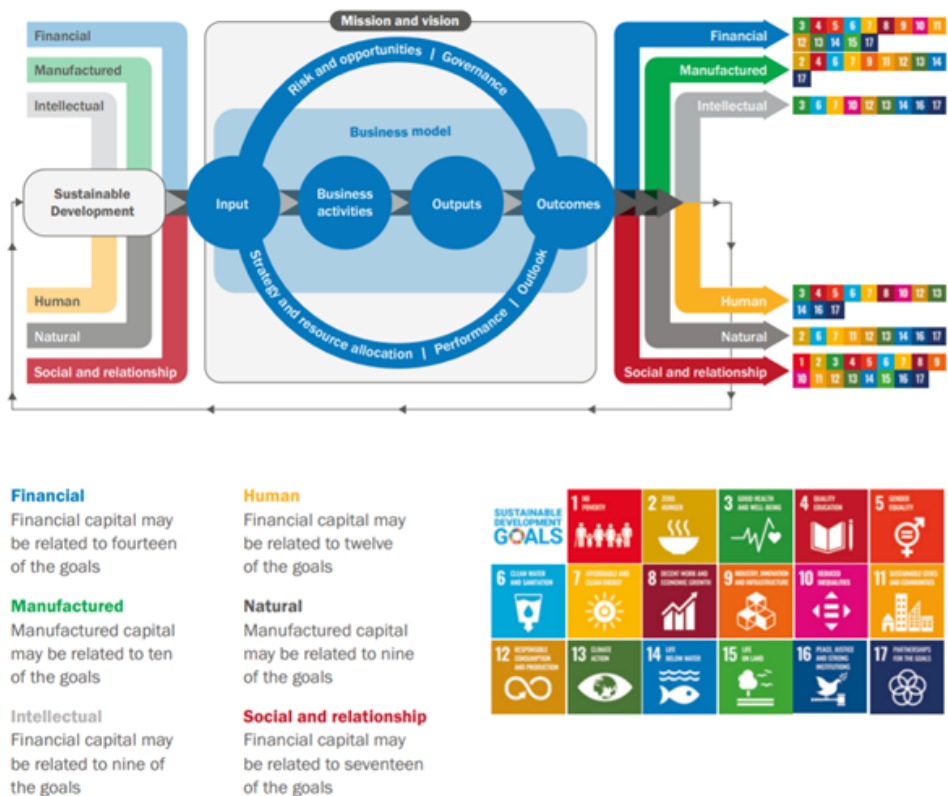 Mission and vision
Financial
Manufactured
Intellectual
Sustainable
Development
Human
Natural
Social and relationship
Risk and opportunities | Governance
Business model
Input
Business
activities
Outputs
Outcomes
Strategy and resource allocation | Performance | Outlook
Financial
3 4 5 6 7 8 9 10 11
12 13 14 15 17
Manufactured
2 4 6 7 9 11 12 13 14
17
Intellectual
3 6 7 10 12 13 14 16 17
Human
3 4 5 6 7 8 10 12 13
14 16 17
Natural
2 6 7 11 12 13 14 16 17
Social and relationship
1 2 3 4 5 6 7 8 9
10 11 12 13 14 15 16 17
Financial
Financial capital may
be related to fourteen
of the goals
Manufactured
Manufactured capital
may be related to ten
of the goals
Intellectual
Financial capital may
be related to nine of
the goals
Human
Financial capital may
be related to twelve
of the goals
Natural
Manufactured capital
may be related to nine
of the goals
Social and relationship
Financial capital may
be related to seventeen
of the goals
SUSTAINABLE
DEVELOPMENT
GOALS
1 NO
POVERTY
2 ZERO
HUNGER
3 GOOD HEALTH
AND WELL-BEING
4 QUALITY
EDUCATION
5 GENDER
EQUALITY
6 CLEAN WATER
AND SANITATION
7 AFFORDABLE AND
CLEAN ENERGY
8 DECENT WORK AND
ECONOMIC GROWTH
9 INDUSTRY, INNOVATION
AND INFRASTRUCTURE
10 REDUCED
INEQUALITIES
11 SUSTAINABLE CITIES
AND COMMUNITIES
12 RESPONSIBLE
CONSUMPTION
AND PRODUCTION
13 CLIMATE
ACTION
14 LIFE
BELOW WATER
15 LIFE
ON LAND
16 PEACE, JUSTICE
AND STRONG
INSTITUTIONS
17 PARTNERSHIPS
FOR THE GOALS